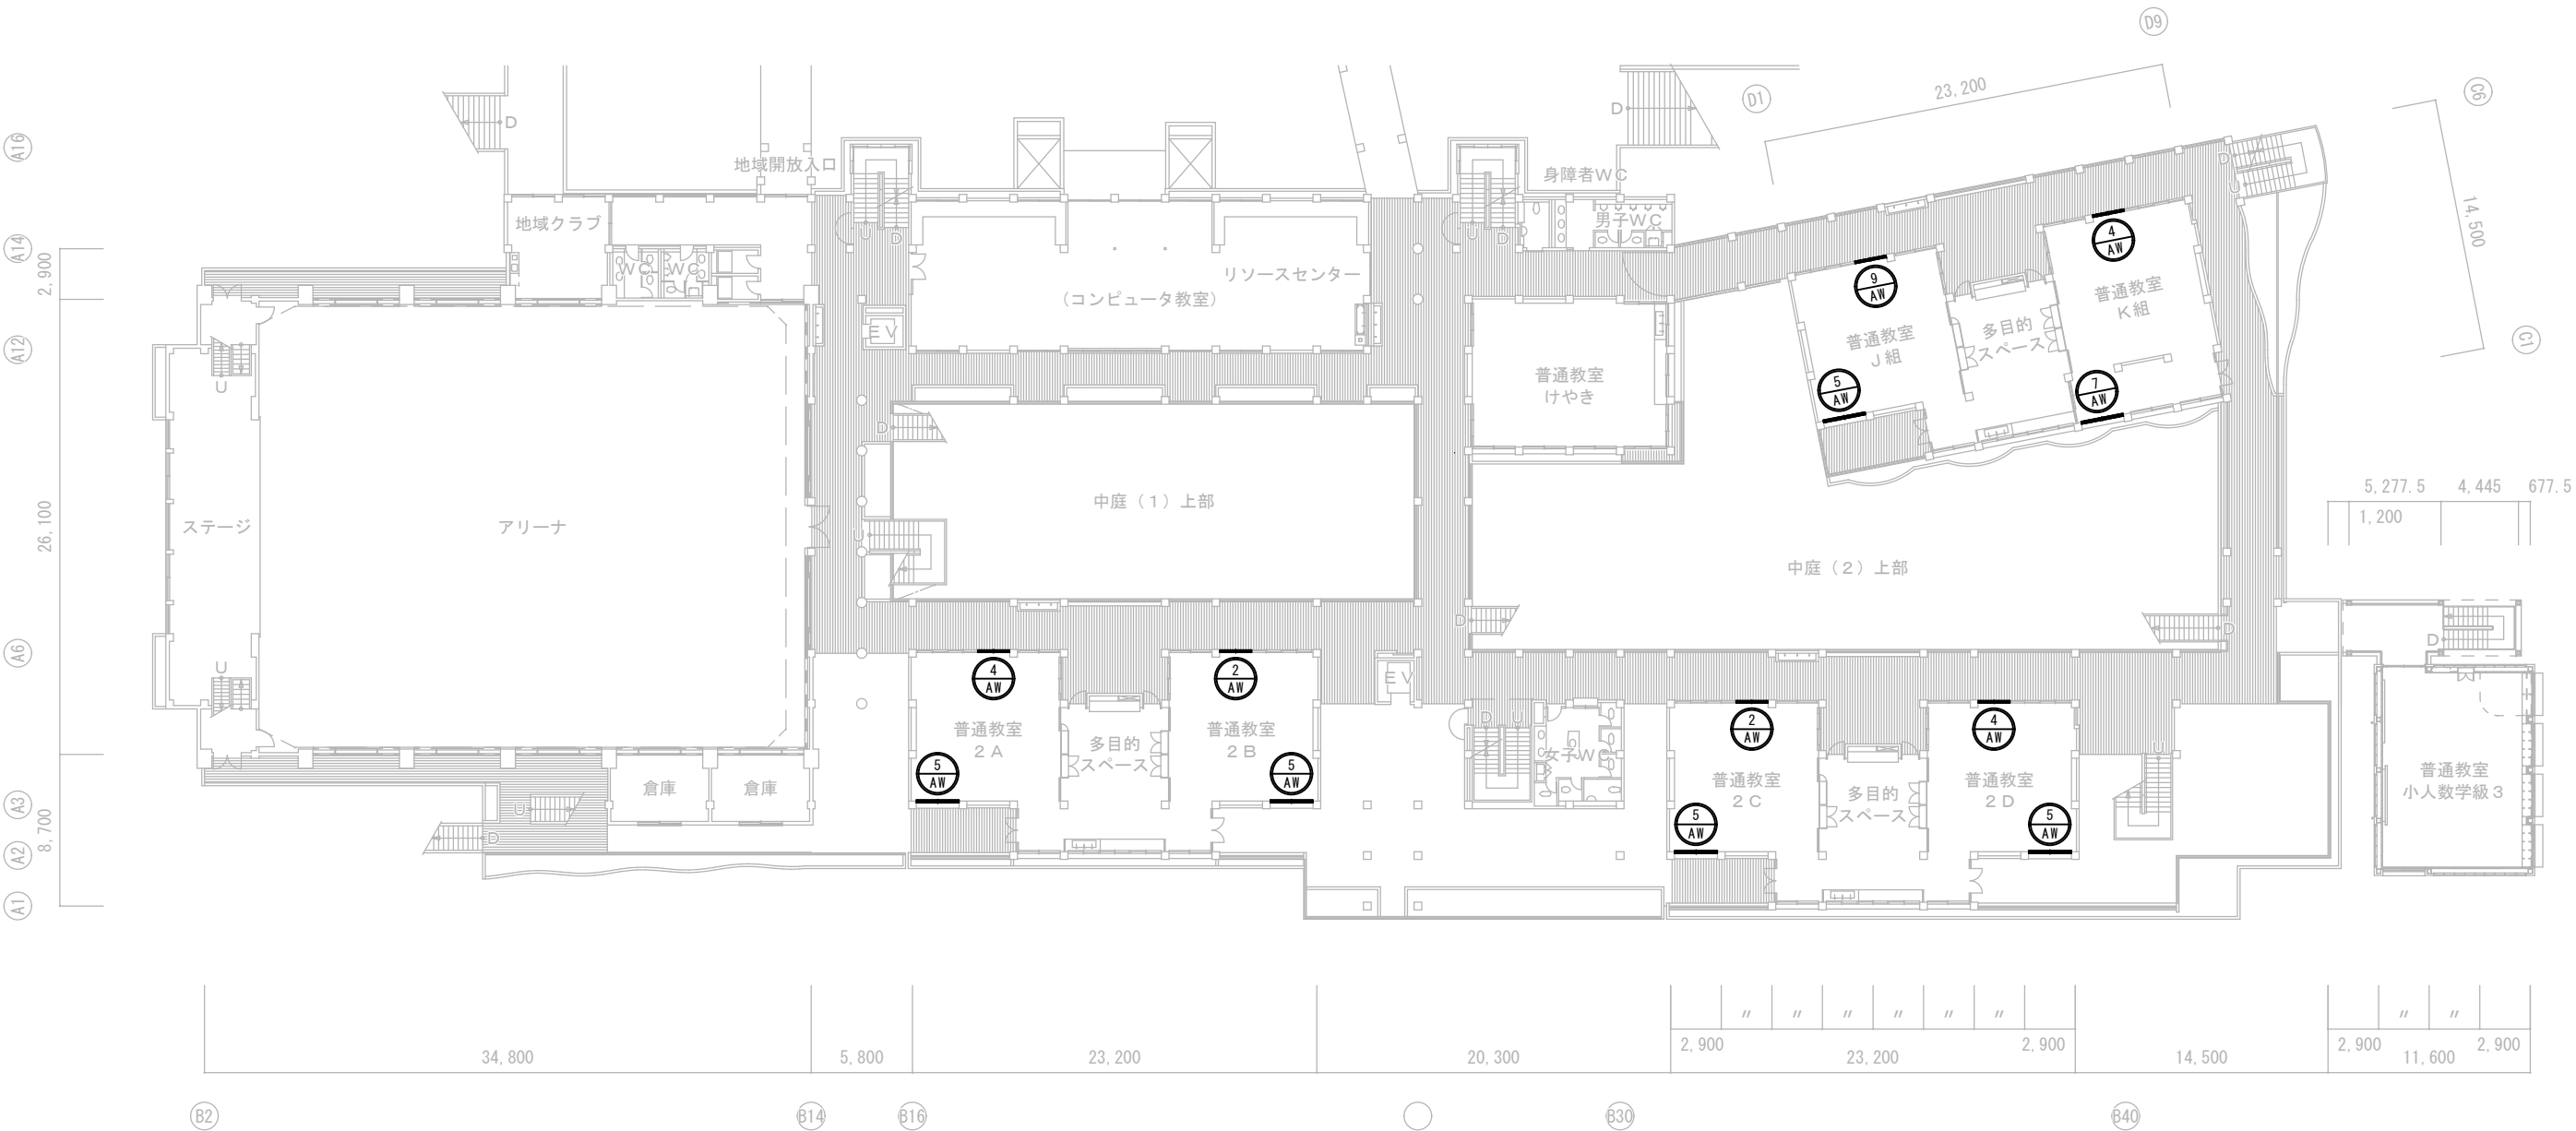 D9
D1
23,200
C6
14,500
C1
A16
A14
A12
A6
A3
A2
A1
2,900
26,100
8,700
D
地域開放入口
地域クラブ
WC
WC
U
D
EV
リソースセンター
(コンピュータ教室)
D
身障者WC
男子WC
U
D
普通教室
けやき
9
AW
普通教室
J組
5
AW
多目的
スペース
4
AW
普通教室
K組
7
AW
D
U
U
ステージ
アリーナ
U
D
U
中庭(1)上部
中庭(2)上部
D
D
5,277.5
4,445
677.5
1,200
D
4
AW
普通教室
2A
5
AW
多目的
スペース
2
AW
普通教室
2B
5
AW
EV
D
U
女子WC
2
AW
普通教室
2C
5
AW
多目的
スペース
4
AW
普通教室
2D
5
AW
U
普通教室
小人数学級3
倉庫
倉庫
U
D
〃 〃 〃 〃 〃 〃
〃 〃
2,900
2,900
2,900
2,900
34,800
5,800
23,200
20,300
23,200
14,500
11,600
B2
B14
B16
B30
B40